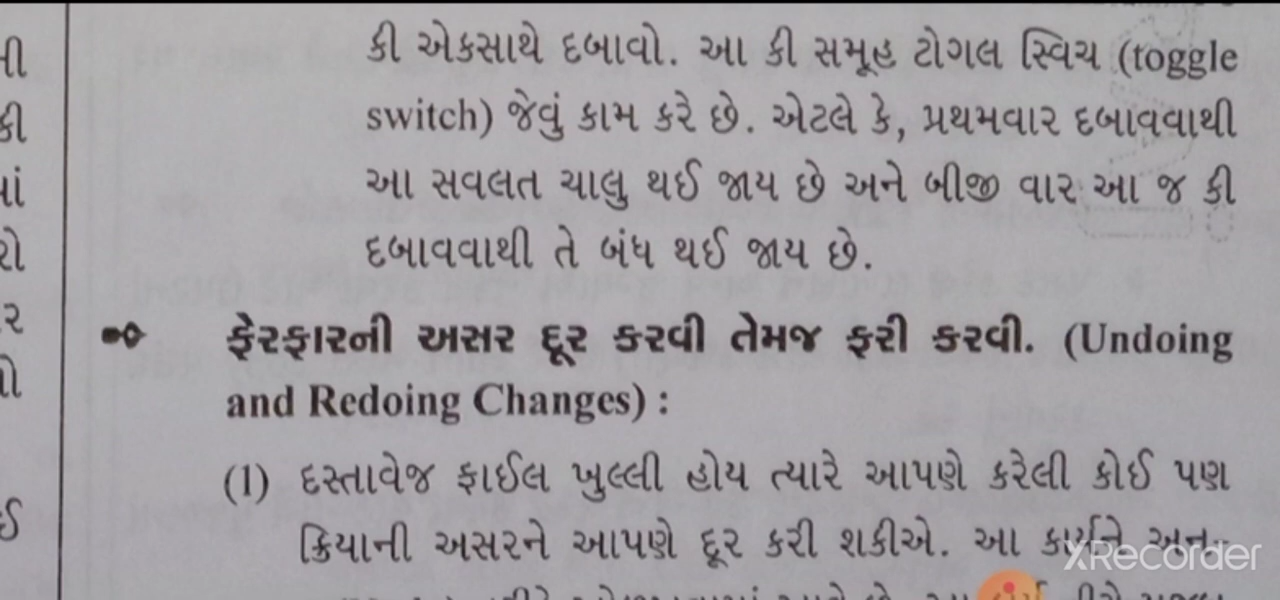 કી એકસાથે દબાવો. આ કી સમૂહ ટોગલ સ્વિચ (toggle
switch) જેવું કામ કરે છે. એટલે કે, પ્રથમવાર દબાવવાથી
આ સવલત ચાલુ થઈ જાય છે અને બીજી વાર આ જ કી
દબાવવાથી તે બંધ થઈ જાય છે.
ફેરફારની અસર દૂર કરવી તેમજ ફરી કરવી. (Undoing
and Redoing Changes) :
(1) દસ્તાવેજ ફાઈલ ખુલ્લી હોય ત્યારે આપણે કરેલી કોઈ પણ
ક્રિયાની અસરને આપણે દૂર કરી શકીએ. આ કાર્યને અન-
XRecorder